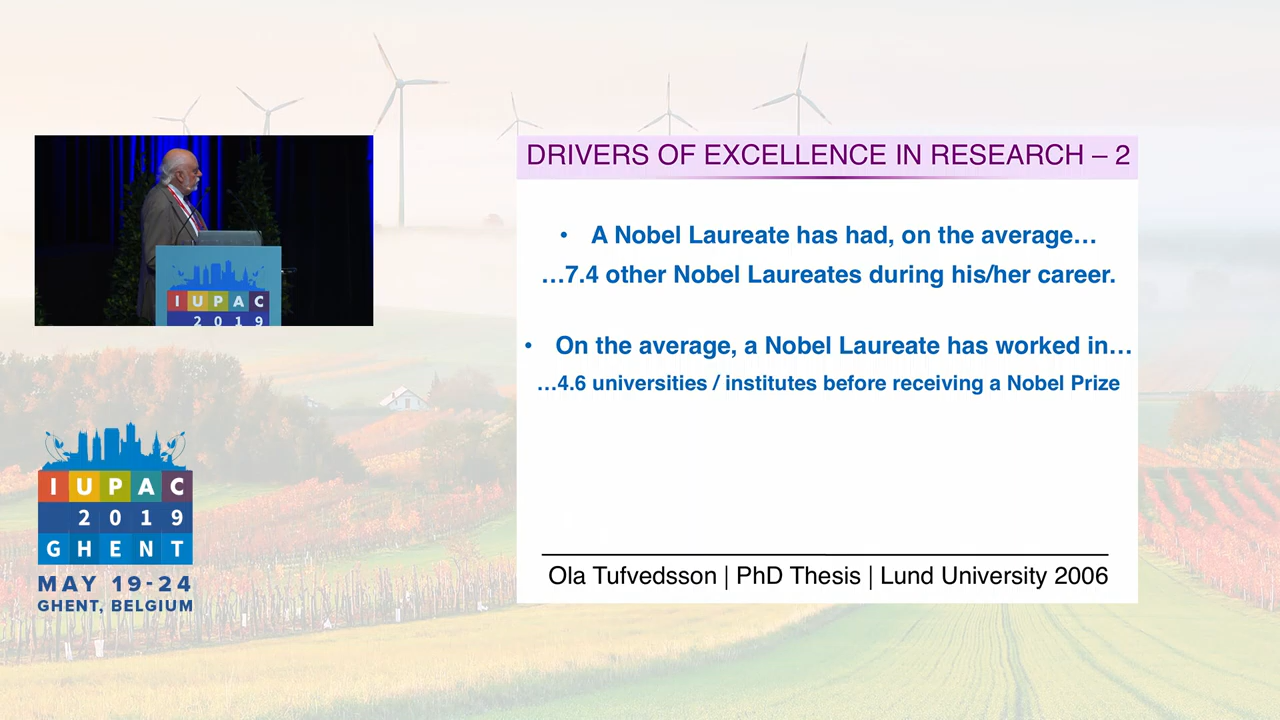 DRIVERS OF EXCELLENCE IN RESEARCH – 2
• A Nobel Laureate has had, on the average…
…7.4 other Nobel Laureates during his/her career.
• On the average, a Nobel Laureate has worked in…
…4.6 universities / institutes before receiving a Nobel Prize
Ola Tufvedsson | PhD Thesis | Lund University 2006
IUPAC
2019
IUPAC
2019
GHENT
MAY 19-24
GHENT, BELGIUM